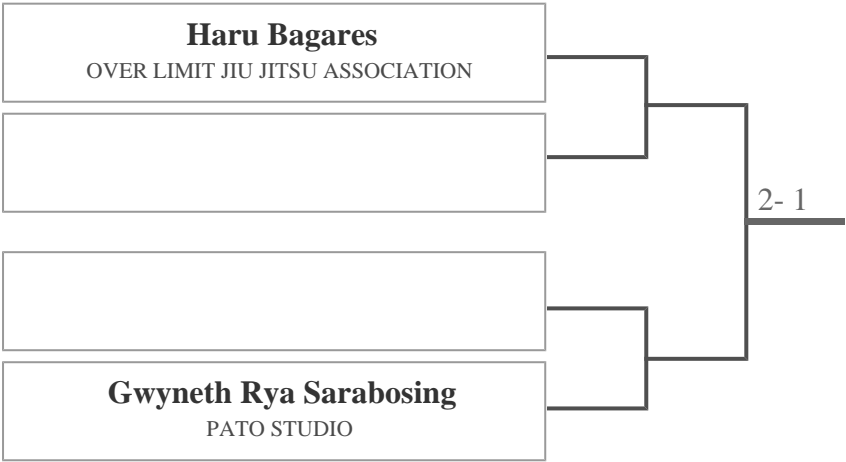 Haru Bagares
OVER LIMIT JIU JITSU ASSOCIATION
2- 1
Gwyneth Rya Sarabosing
PATO STUDIO